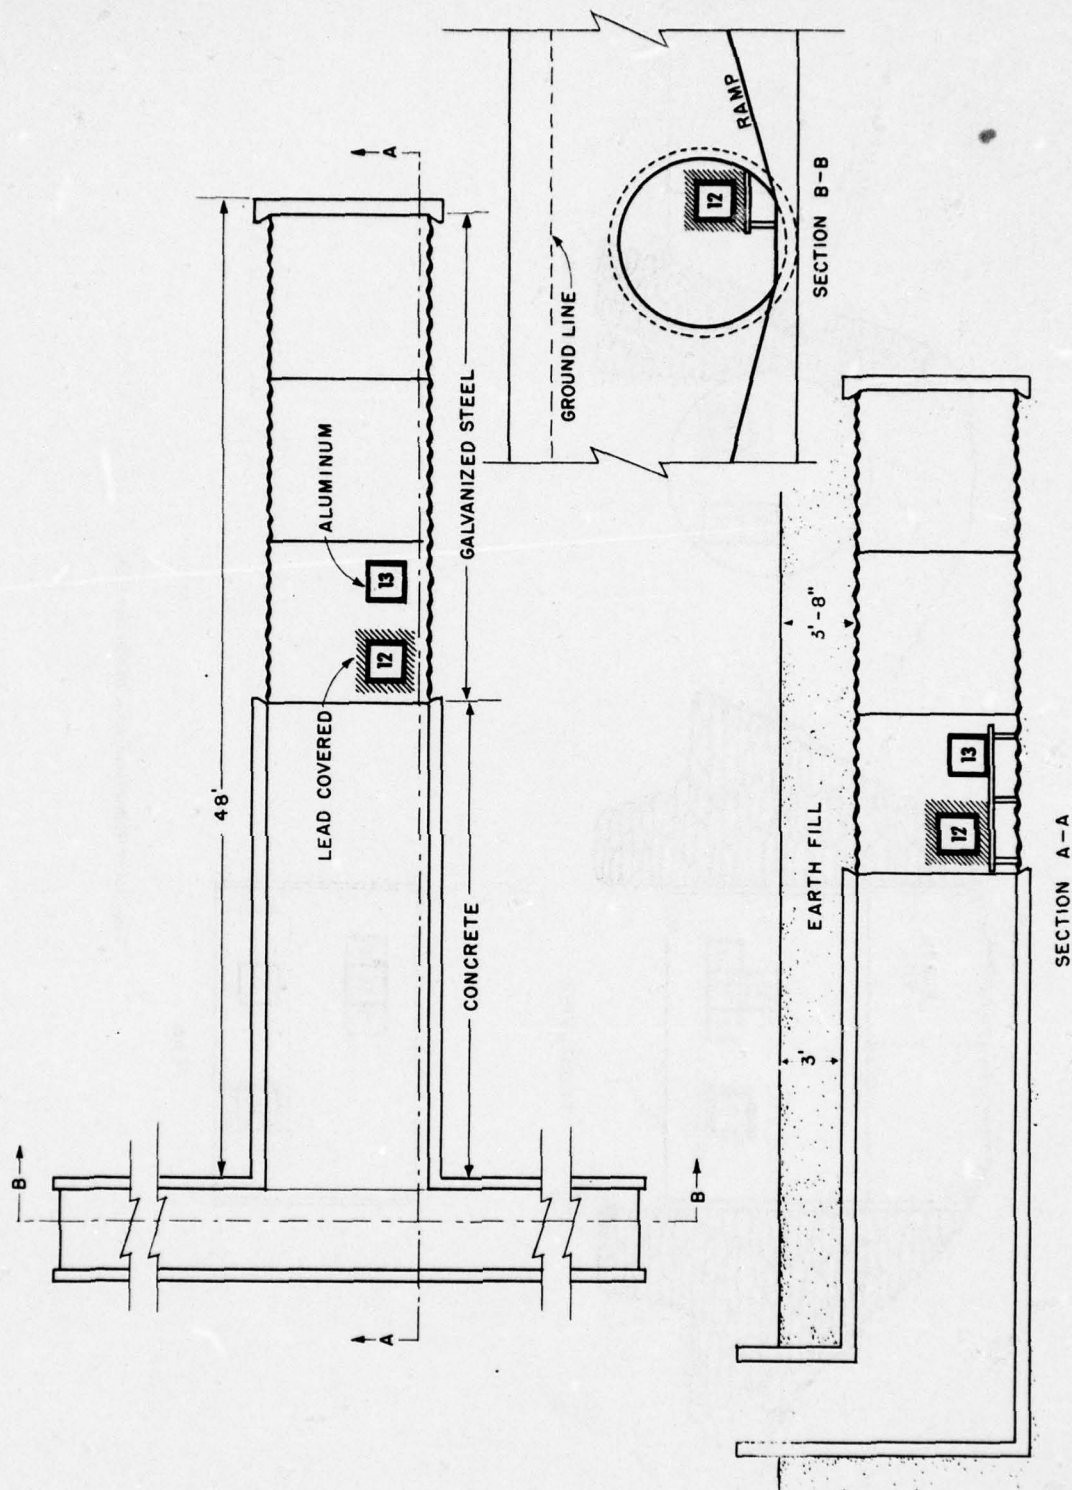 B
B
48'
LEAD COVERED
12
13
ALUMINUM
A
A
CONCRETE
GALVANIZED STEEL
GROUND LINE
12
RAMP
SECTION B-B
3'
EARTH FILL
3'-8"
12
13
SECTION A-A